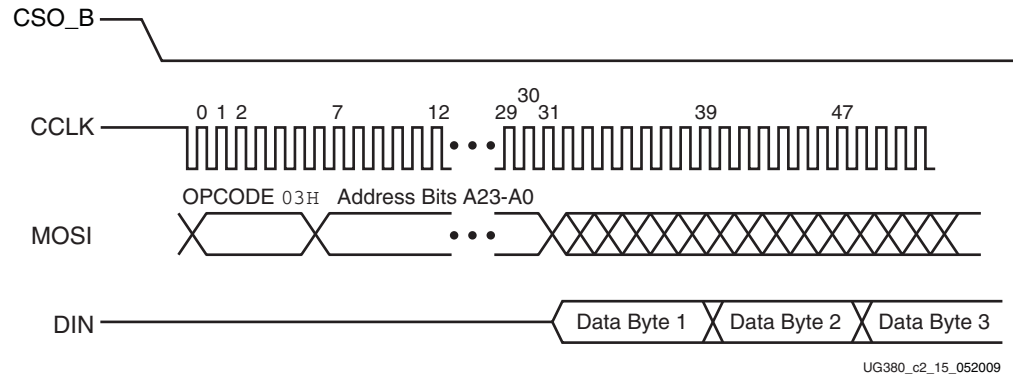 CSO_B
30
0 1 2 7 12 29 31 39 47
CCLK
OPCODE 03H Address Bits A23-A0
MOSI
DIN Data Byte 1 Data Byte 2 Data Byte 3
UG380_c2_15_052009